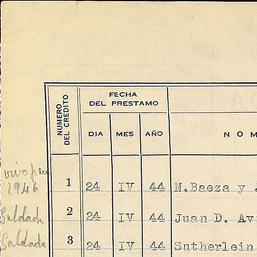 FECHA
DEL PRESTAMO
NUMERO
DEL CREDITO
DIA MES AÑO
NOM
1 24 IV 44 N. Baeza y
1946
2 24 IV 44 Juan D. Av
Saldada
3 24 IV 44 Sutherlein
Saldada